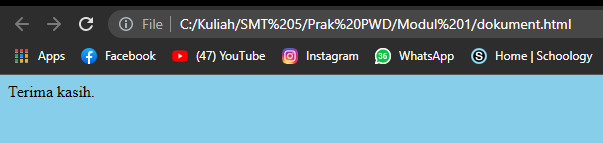 File | C:/Kuliah/SMT%205/Prak%20PWD/Modul%201/dokument.html
Apps Facebook (47) YouTube Instagram 36 WhatsApp S Home | Schoology
Terima kasih.